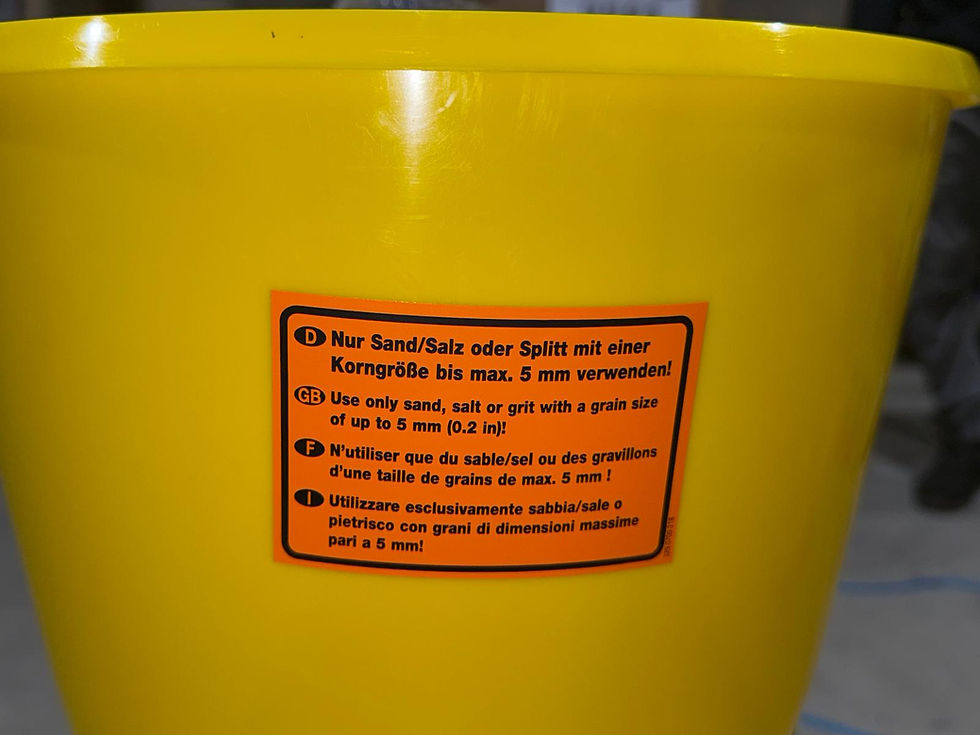 D Nur Sand/Salz oder Splitt mit einer
Korngröße bis max. 5 mm verwenden!
GB Use only sand, salt or grit with a grain size
of up to 5 mm (0.2 in)!
F N'utiliser que du sable/sel ou des gravillons
d'une taille de grains de max. 5 mm !
I Utilizzare esclusivamente sabbia/sale o
pietrisco con grani di dimensioni massime
pari a 5 mm!